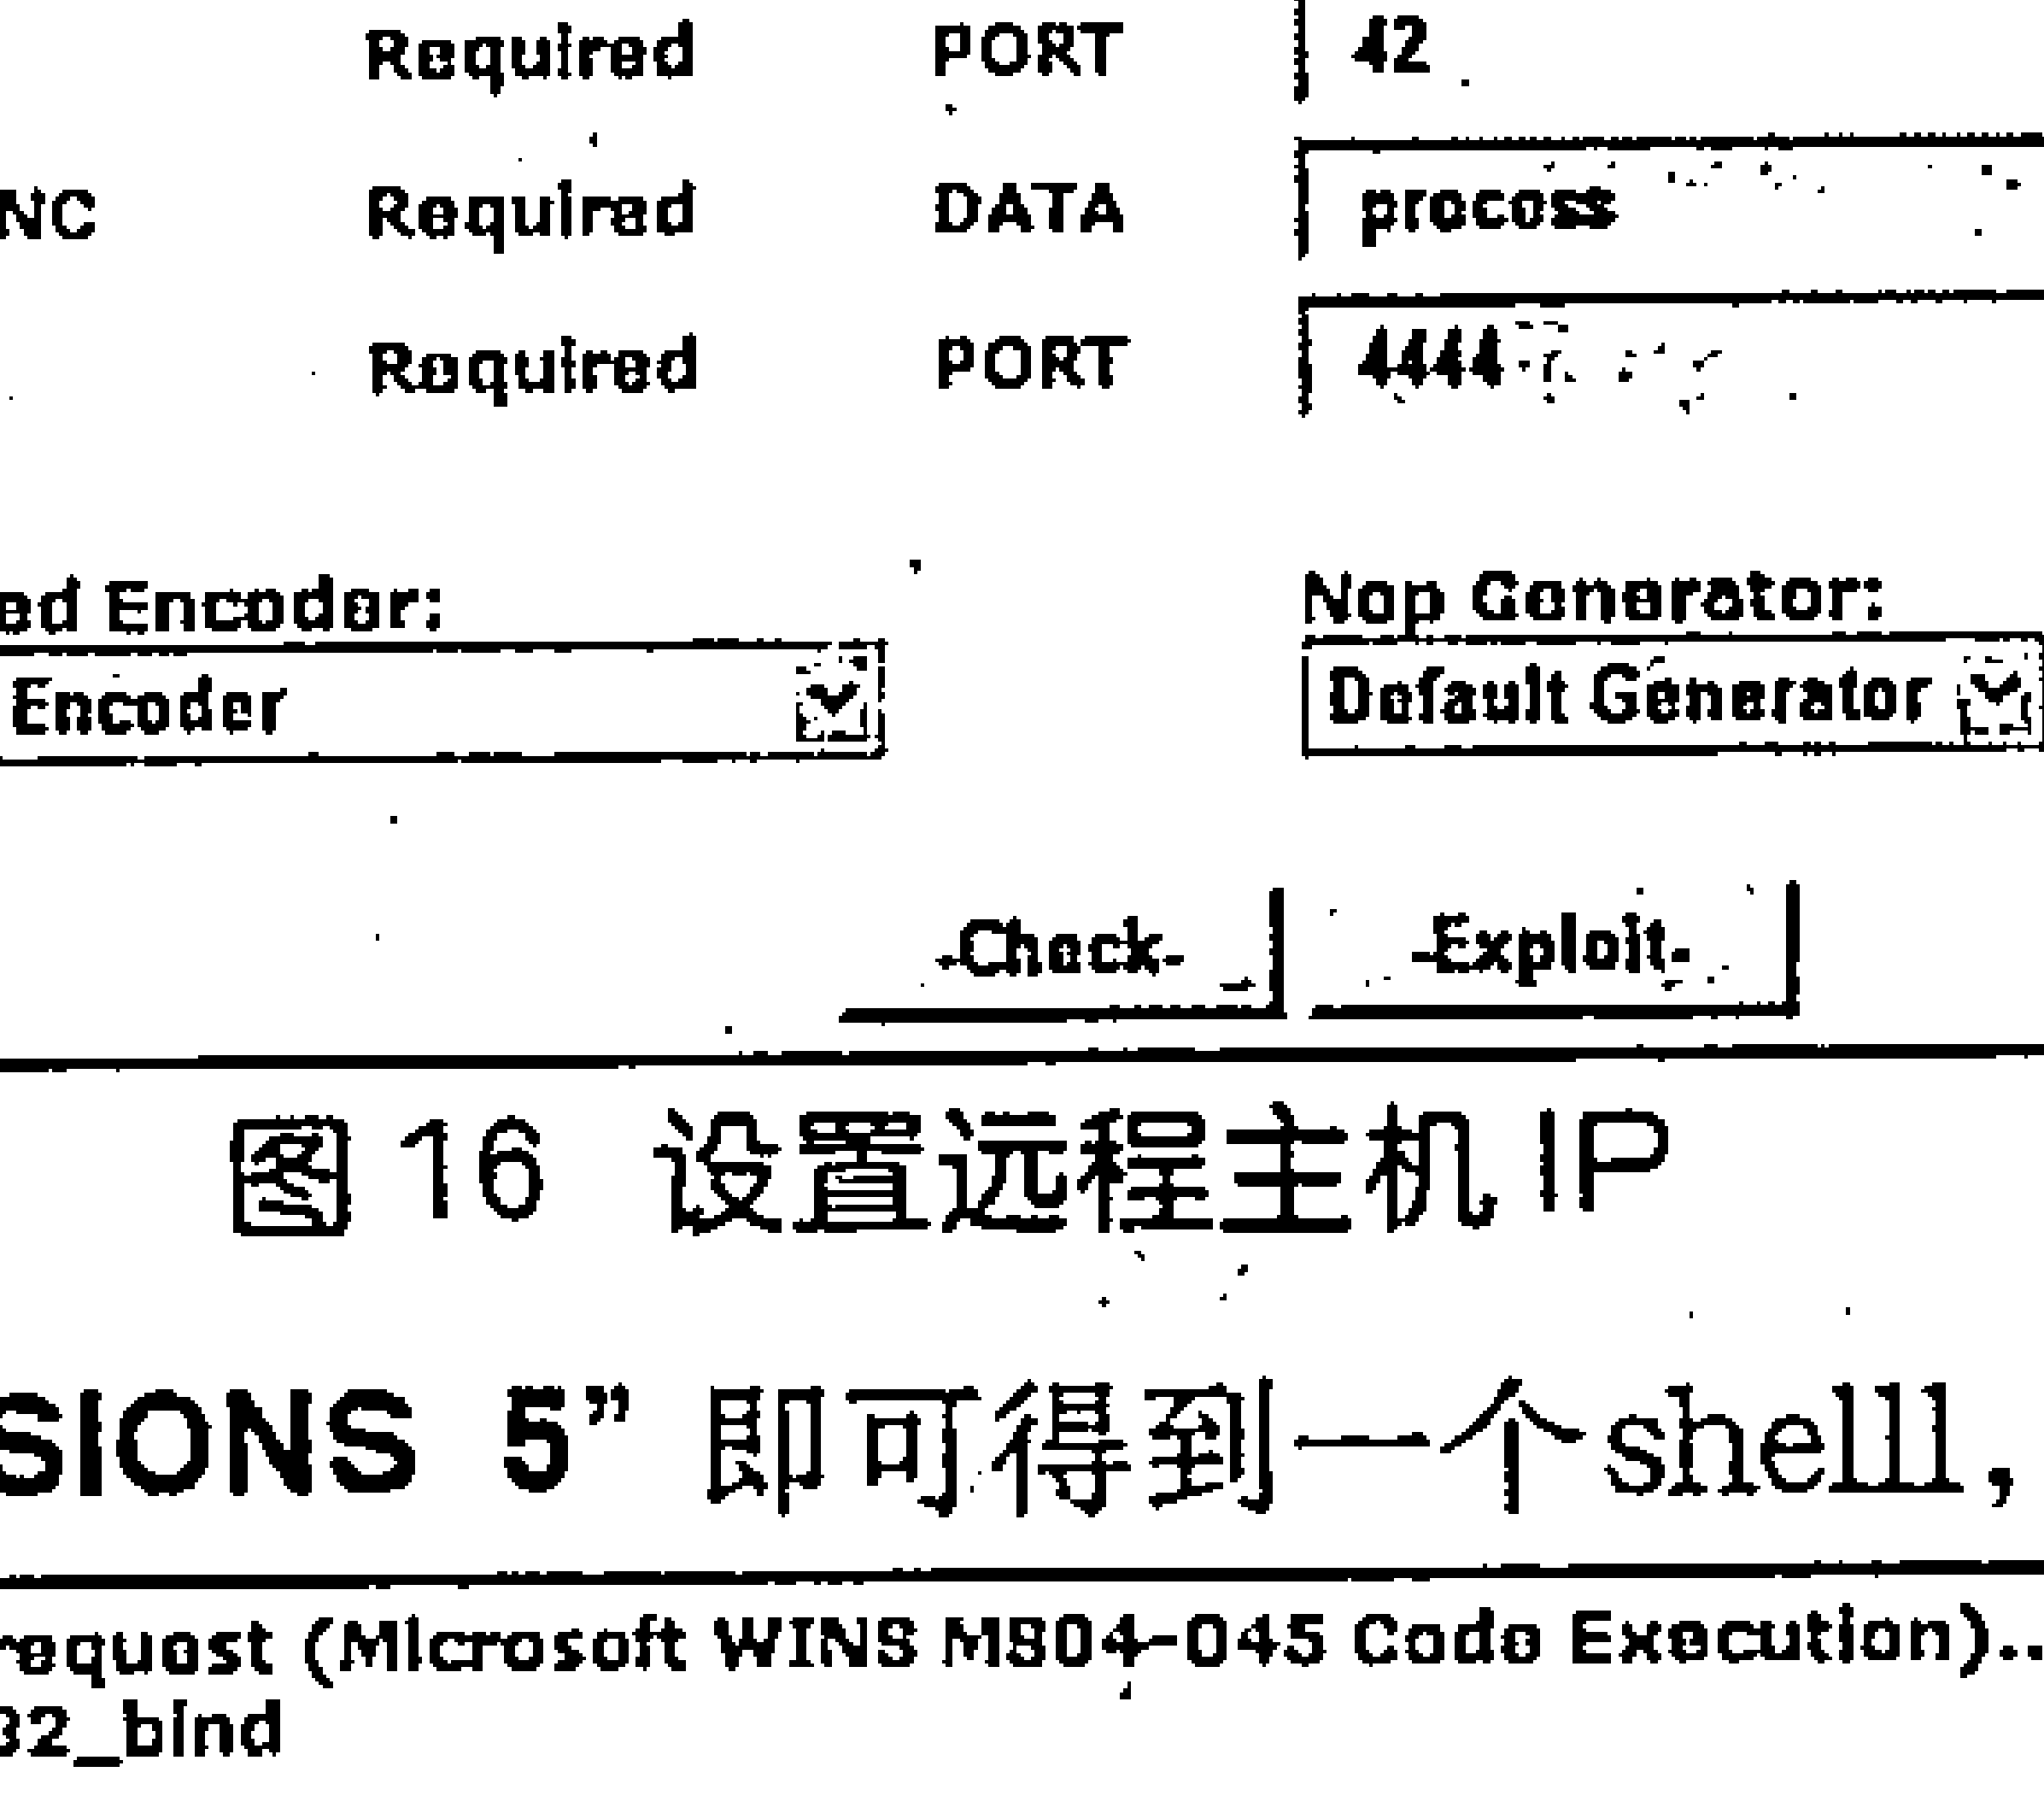 Required PORT 42
NC Required DATA process
Required PORT 4444
ed Encoder: Nop Generator:
Encoder Default Generator
-Check- -Exploit-
图 16 设置远程主机 IP
SIONS 5” 即可得到一个shell，
request (Microsoft WINS MS04-045 Code Execution)..
32_bind